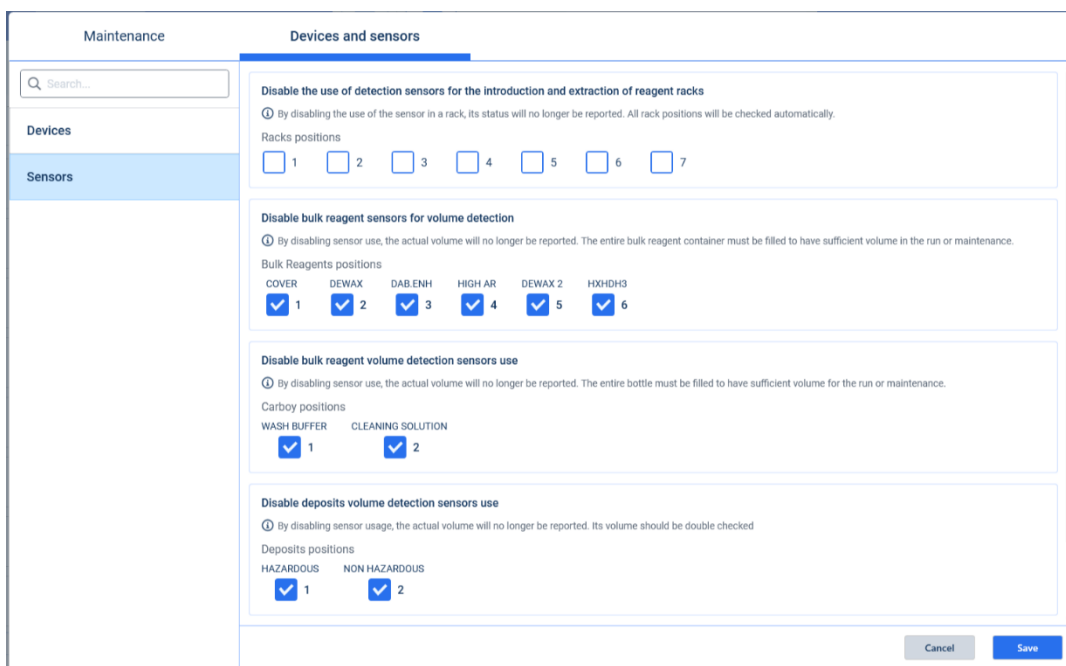 Maintenance
Devices and sensors
Search...
Devices
Sensors
Disable the use of detection sensors for the introduction and extraction of reagent racks
By disabling the use of the sensor in a rack, its status will no longer be reported. All rack positions will be checked automatically.
Racks positions
1 2 3 4 5 6 7
Disable bulk reagent sensors for volume detection
By disabling sensor use, the actual volume will no longer be reported. The entire bulk reagent container must be filled to have sufficient volume in the run or maintenance.
Bulk Reagents positions
COVER DEWAX DAB.ENH HIGH AR DEWAX 2 HXHDH3
1 2 3 4 5 6
Disable bulk reagent volume detection sensors use
By disabling sensor use, the actual volume will no longer be reported. The entire bottle must be filled to have sufficient volume for the run or maintenance.
Carboy positions
WASH BUFFER CLEANING SOLUTION
1 2
Disable deposits volume detection sensors use
By disabling sensor usage, the actual volume will no longer be reported. Its volume should be double checked
Deposits positions
HAZARDOUS NON HAZARDOUS
1 2
Cancel Save